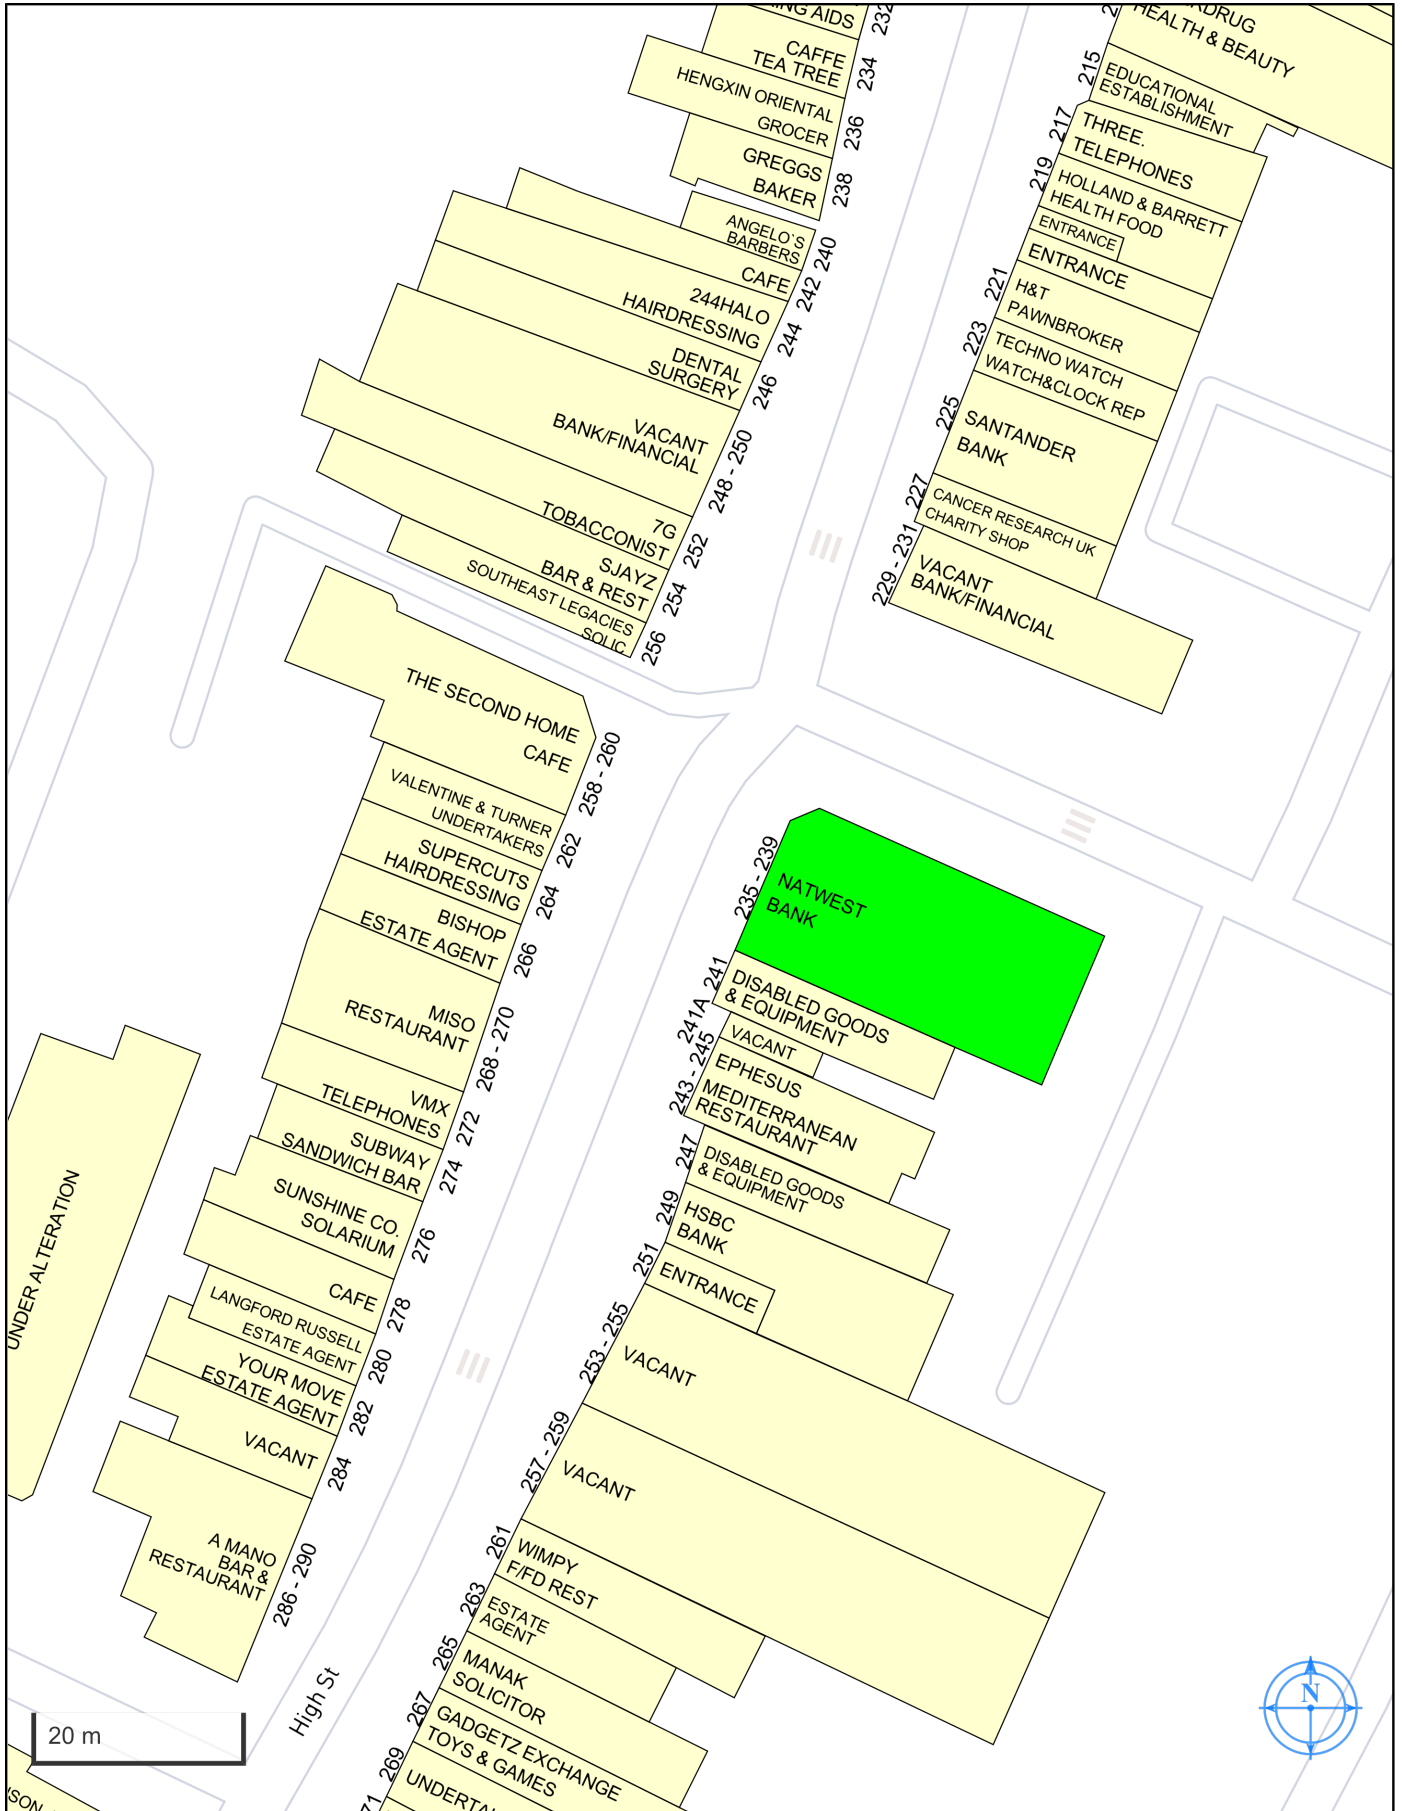 AIDS
232
CAFFE
TEA TREE
234
HENGXIN ORIENTAL
GROCER
236
GREGGS
BAKER
238
ANGELO`S
BARBERS
240
CAFE
242
244HALO
HAIRDRESSING
244
DENTAL
SURGERY
246
VACANT
BANK/FINANCIAL
248 - 250
7G
TOBACCONIST
252
SJAYZ
BAR & REST
254
SOUTHEAST LEGACIES
SOLIC
256
THE SECOND HOME
CAFE
258 - 260
VALENTINE & TURNER
UNDERTAKERS
262
SUPERCUTS
HAIRDRESSING
264
BISHOP
ESTATE AGENT
266
MISO
RESTAURANT
268 - 270
VMX
TELEPHONES
272
SUBWAY
SANDWICH BAR
274
SUNSHINE CO.
SOLARIUM
276
CAFE
278
LANGFORD RUSSELL
ESTATE AGENT
280
YOUR MOVE
ESTATE AGENT
282
VACANT
284
A MANO
BAR &
RESTAURANT
286 - 290
UNDER ALTERATION
HEALTH & BEAUTY
215
EDUCATIONAL
ESTABLISHMENT
217
THREE.
TELEPHONES
219
HOLLAND & BARRETT
HEALTH FOOD
ENTRANCE
ENTRANCE
221
H&T
PAWNBROKER
223
TECHNO WATCH
WATCH&CLOCK REP
225
SANTANDER
BANK
227
CANCER RESEARCH UK
CHARITY SHOP
229 - 231
VACANT
BANK/FINANCIAL
235 - 239
NATWEST
BANK
241
DISABLED GOODS
& EQUIPMENT
241A
VACANT
243 - 245
EPHESUS
MEDITERRANEAN
RESTAURANT
247
DISABLED GOODS
& EQUIPMENT
249
HSBC
BANK
251
ENTRANCE
253 - 255
VACANT
257 - 259
VACANT
261
WIMPY
F/FD REST
263
ESTATE
AGENT
265
MANAK
SOLICITOR
267
GADGETZ EXCHANGE
TOYS & GAMES
269
High St
20 m
N